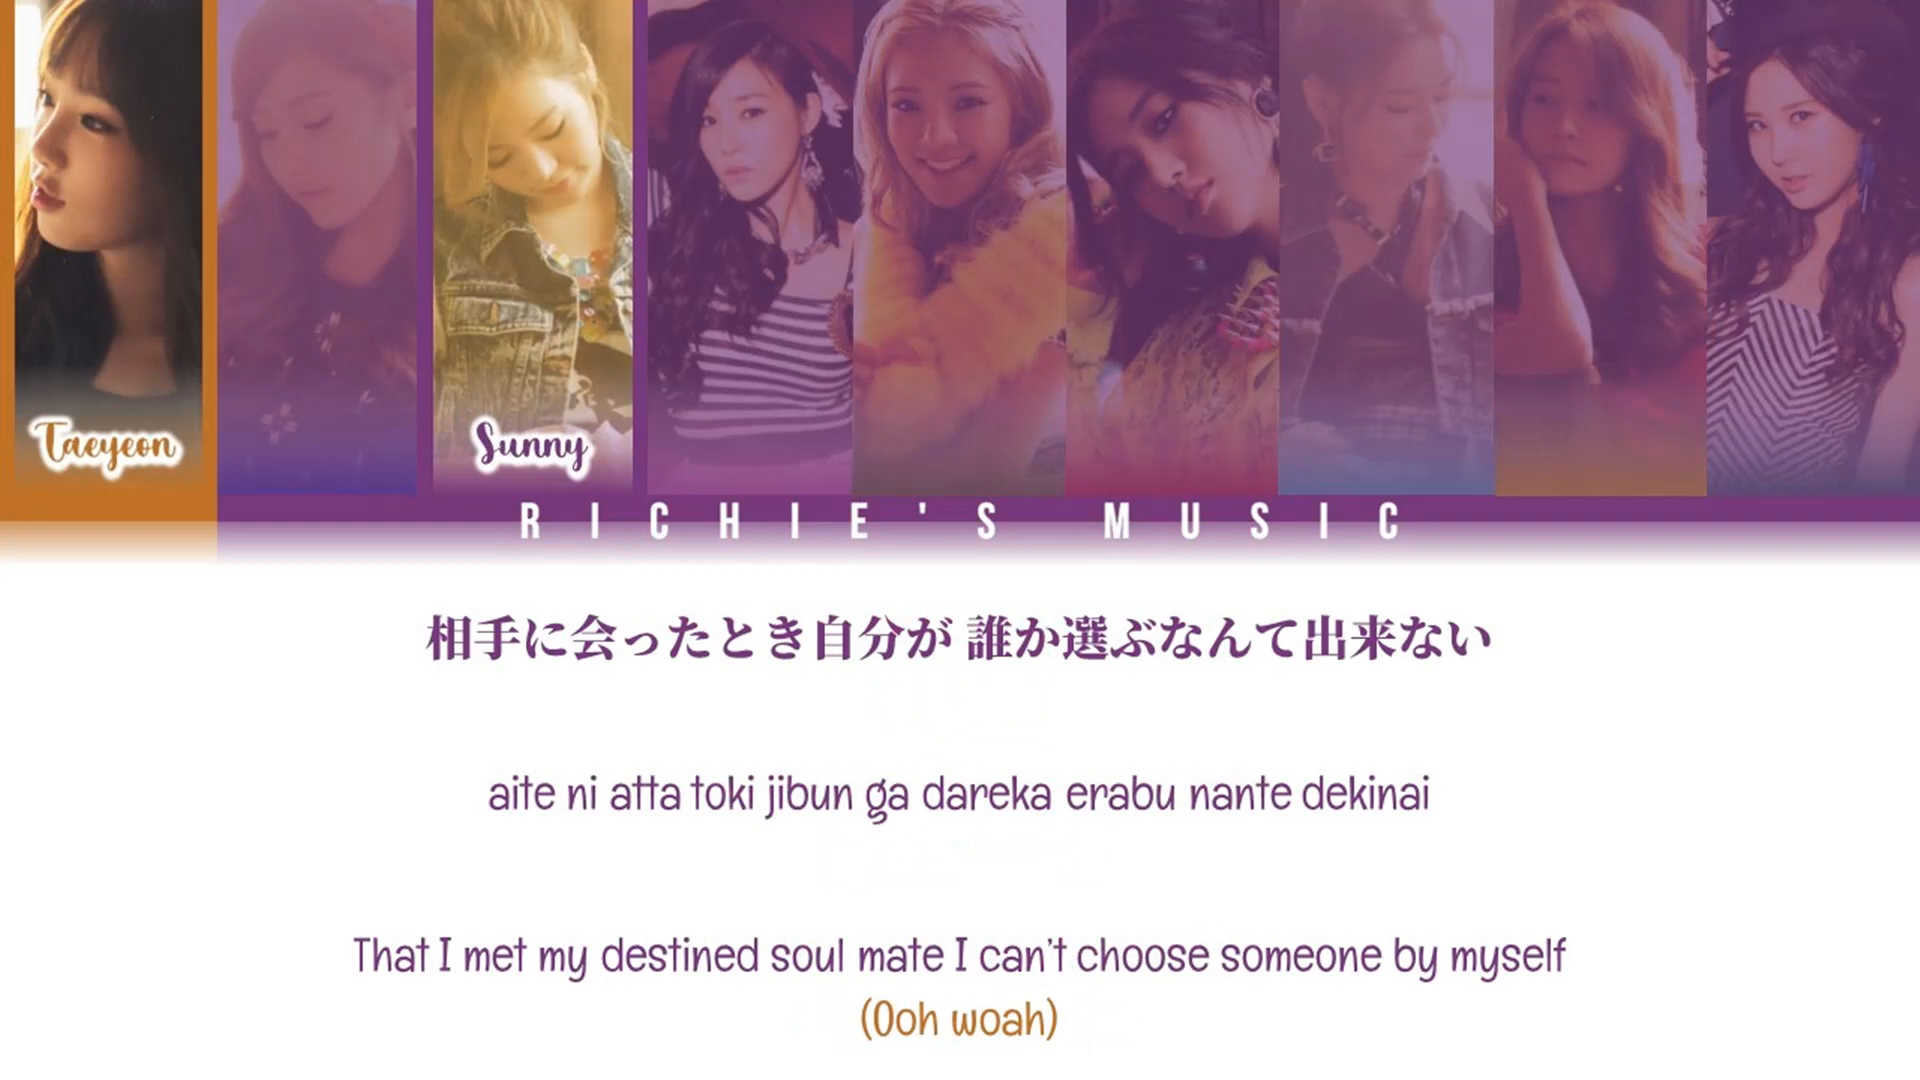 Taeyeon
Sunny
RICHIE'S MUSIC
相手に会ったとき自分が 誰か選ぶなんて出来ない
aite ni atta toki jibun ga dareka erabu nante dekinai
That I met my destined soul mate I can't choose someone by myself
(Ooh woah)